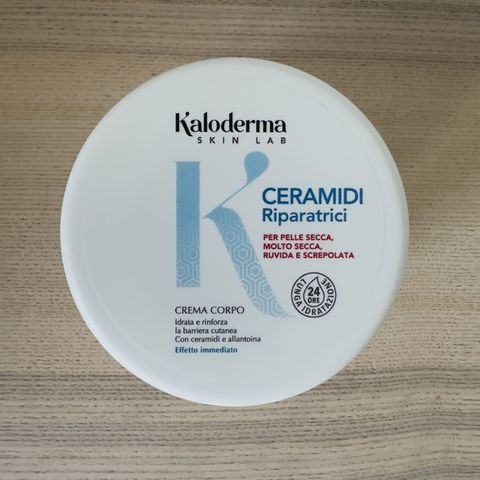 Kaloderma
SKIN LAB
K
CERAMIDI
Riparatrici
PER PELLE SECCA,
MOLTO SECCA,
RUVIDA E SCREPOLATA
LUNGA IDRATAZIONE
24
ORE
CREMA CORPO
Idrata e rinforza
la barriera cutanea
Con ceramidi e allantoina
Effetto immediato